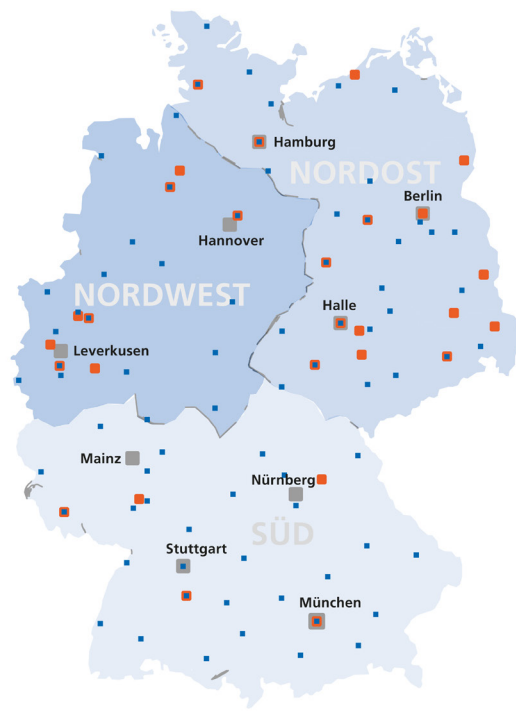 Hamburg
NORDOST
Berlin
Hannover
NORDWEST
Halle
Leverkusen
Mainz
Nürnberg
SÜD
Stuttgart
München